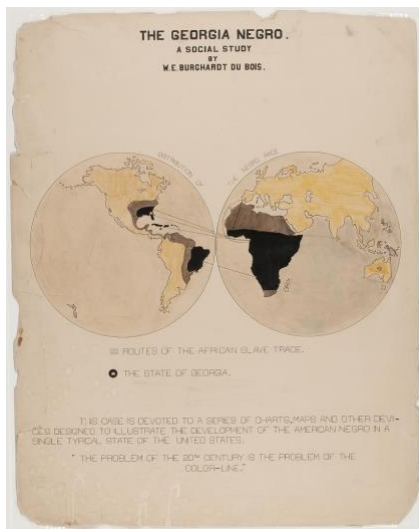 THE GEORGIA NEGRO.
A SOCIAL STUDY
BY
W.E.BURGHARDT DU BOIS.
DISTRIBUTION OF THE NEGRO RACE
ROUTES OF THE AFRICAN SLAVE TRADE.
THE STATE OF GEORGIA.
THIS CASE IS DEVOTED TO A SERIES OF CHARTS, MAPS AND OTHER DEVI-
CES DESIGNED TO ILLUSTRATE THE DEVELOPMENT OF THE AMERICAN NEGRO IN A
SINGLE TYPICAL STATE OF THE UNITED STATES.
"THE PROBLEM OF THE 20TH CENTURY IS THE PROBLEM OF THE
COLOR-LINE."